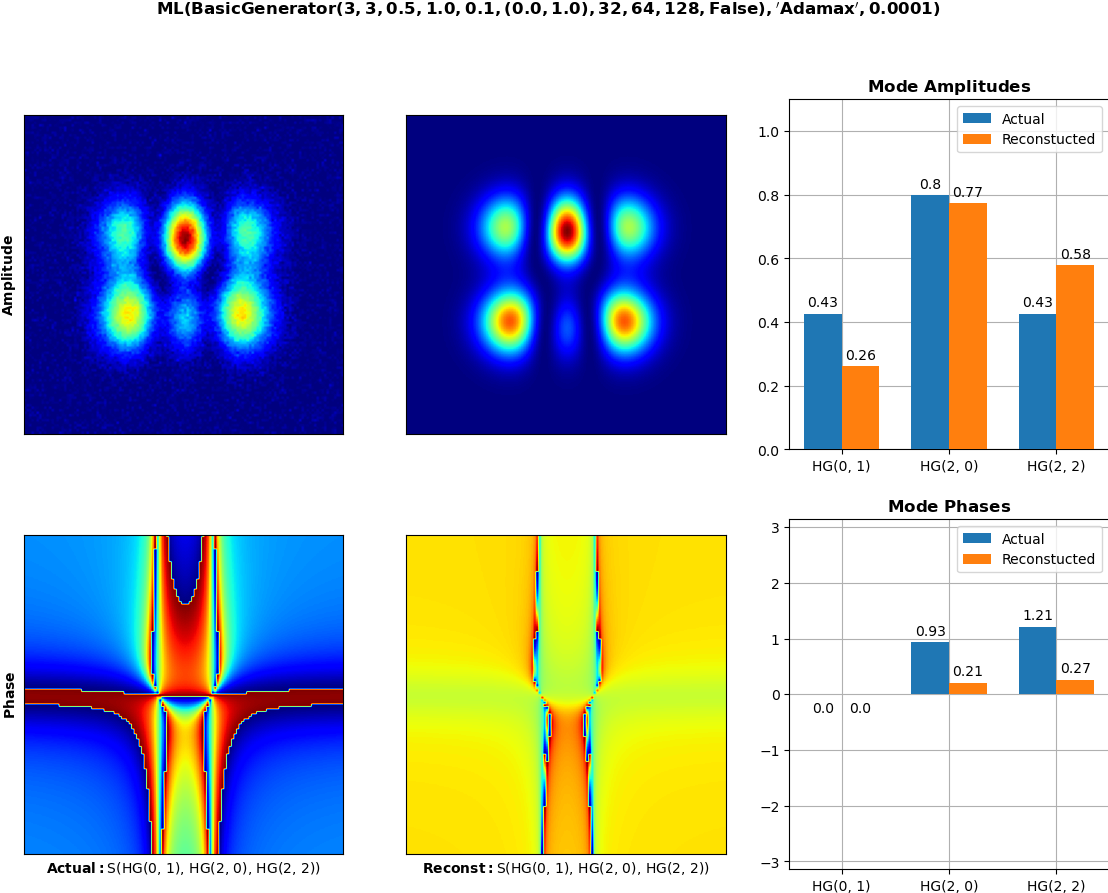 ML(BasicGenerator(3, 3, 0.5, 1.0, 0.1, (0.0, 1.0), 32, 64, 128, False), ′Adamax′, 0.0001)
Amplitude
Mode Amplitudes
Actual
Reconstucted
1.0
0.8
0.6
0.4
0.2
0.0
0.43
0.26
0.8
0.77
0.43
0.58
HG(0, 1)
HG(2, 0)
HG(2, 2)
Phase
Actual: S(HG(0, 1), HG(2, 0), HG(2, 2))
Reconst: S(HG(0, 1), HG(2, 0), HG(2, 2))
Mode Phases
Actual
Reconstucted
3
2
1
0
−1
−2
−3
0.0
0.0
0.93
0.21
1.21
0.27
HG(0, 1)
HG(2, 0)
HG(2, 2)